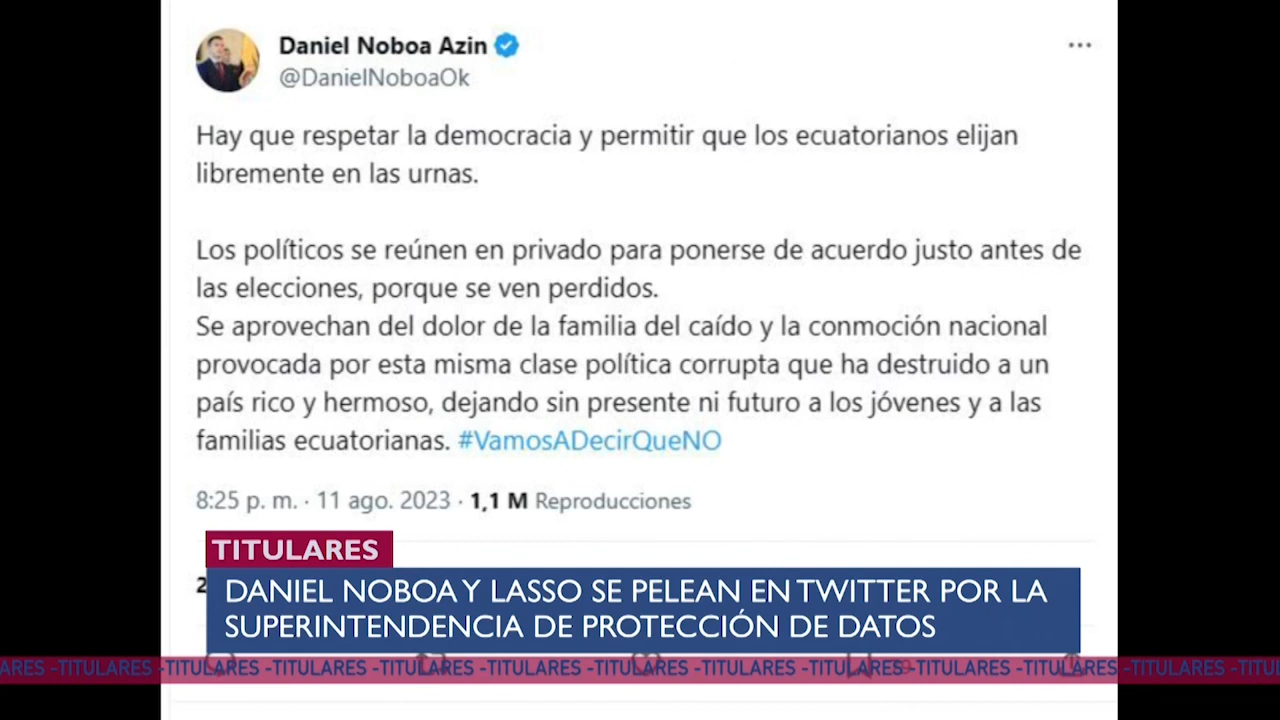 Daniel Noboa Azin
@DanielNoboaOk
Hay que respetar la democracia y permitir que los ecuatorianos elijan
libremente en las urnas.
Los políticos se reúnen en privado para ponerse de acuerdo justo antes de
las elecciones, porque se ven perdidos.
Se aprovechan del dolor de la familia del caído y la conmoción nacional
provocada por esta misma clase política corrupta que ha destruido a un
país rico y hermoso, dejando sin presente ni futuro a los jóvenes y a las
familias ecuatorianas. #VamosADecirQueNO
8:25 p. m. · 11 ago. 2023 · 1,1 M Reproducciones
TITULARES
DANIEL NOBOA Y LASSO SE PELEAN EN TWITTER POR LA
SUPERINTENDENCIA DE PROTECCIÓN DE DATOS
ARES -TITULARES -TITULARES -TITULARES -TITULARES -TITULARES -TITULARES -TITULARES -TITULARES -TITULARES -TITULARES -TITU